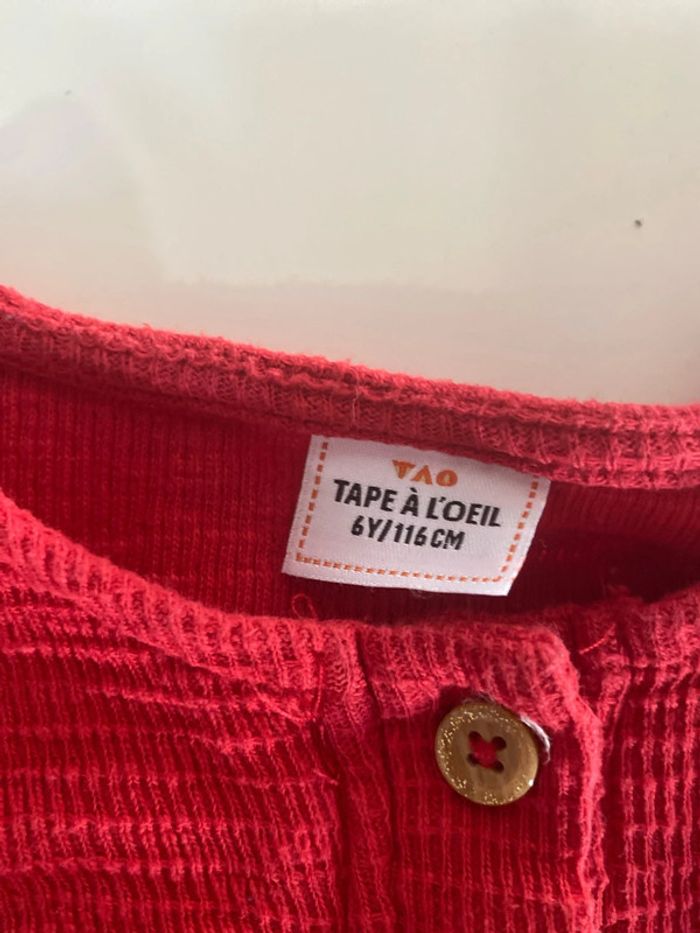 TAO
TAPE À L'OEIL
6Y/116CM